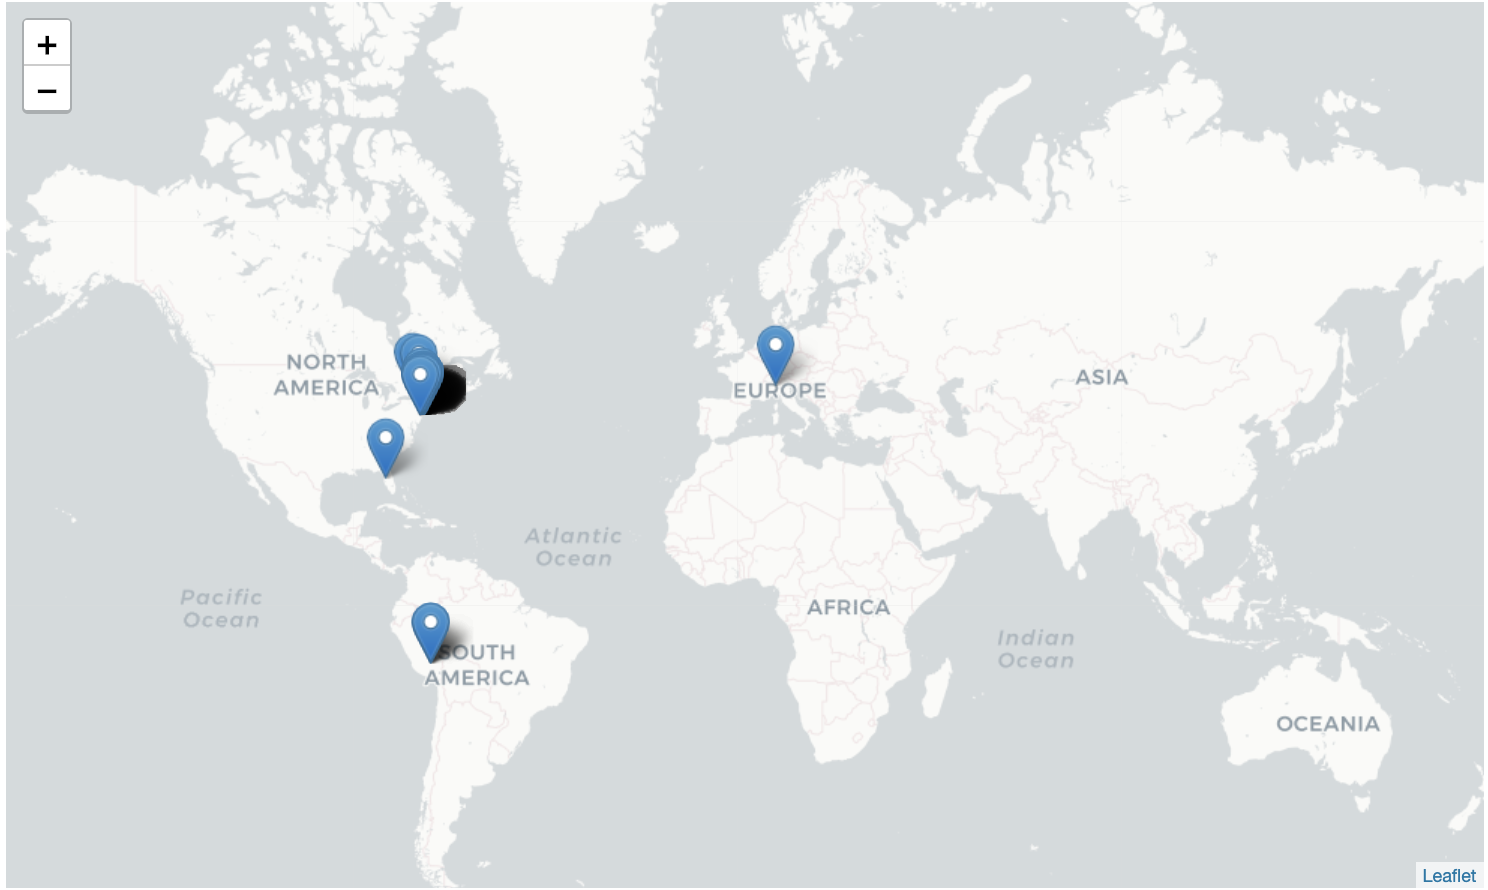 +
−
NORTH
AMERICA
EUROPE
ASIA
Atlantic
Ocean
Pacific
Ocean
AFRICA
Indian
Ocean
SOUTH
AMERICA
OCEANIA
Leaflet